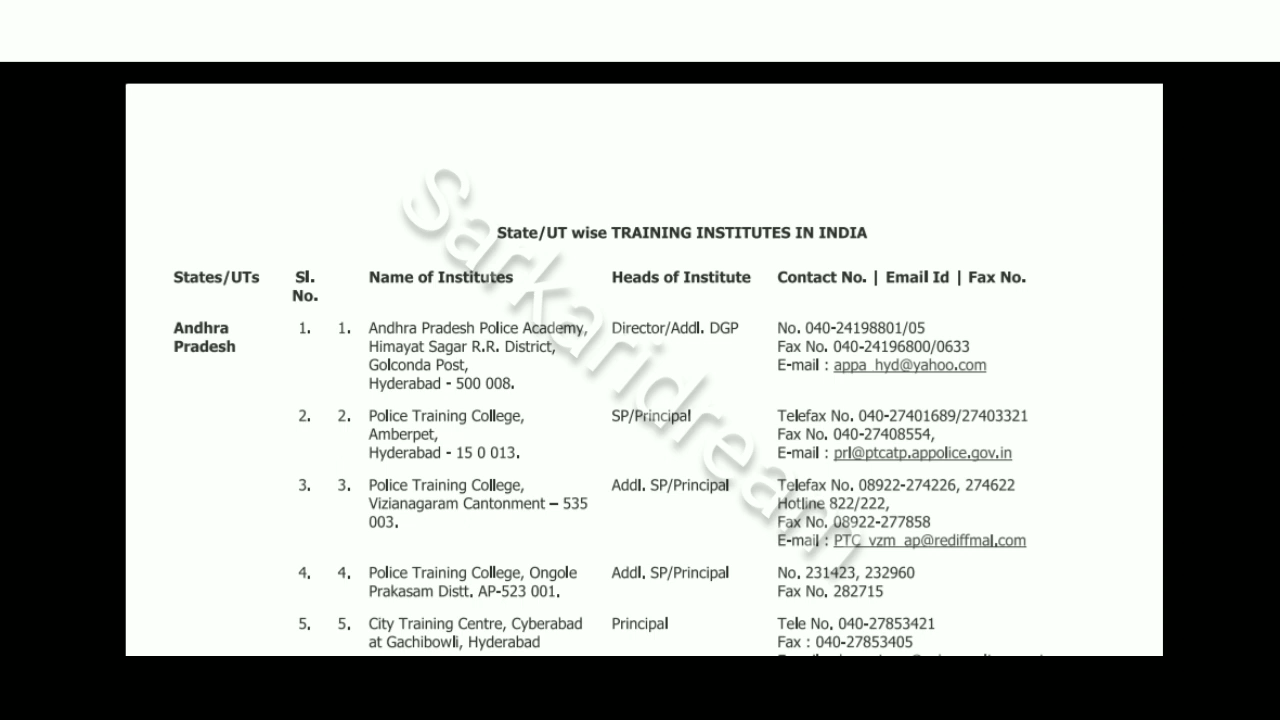 State/UT wise TRAINING INSTITUTES IN INDIA
States/UTs Sl. No. Name of Institutes Heads of Institute Contact No. | Email Id | Fax No.
Andhra Pradesh
1. 1. Andhra Pradesh Police Academy, Director/Addl. DGP No. 040-24198801/05
Himayat Sagar R.R. District, Fax No. 040-24196800/0633
Golconda Post, E-mail : appa_hyd@yahoo.com
Hyderabad - 500 008.
2. 2. Police Training College, SP/Principal Telefax No. 040-27401689/27403321
Amberpet, Fax No. 040-27408554,
Hyderabad - 15 0 013. E-mail : prl@ptcatp.appolice.gov.in
3. 3. Police Training College, Addl. SP/Principal Telefax No. 08922-274226, 274622
Vizianagaram Cantonment – 535 Hotline 822/222,
003. Fax No. 08922-277858
E-mail : PTC_vzm_ap@rediffmal.com
4. 4. Police Training College, Ongole Addl. SP/Principal No. 231423, 232960
Prakasam Distt. AP-523 001. Fax No. 282715
5. 5. City Training Centre, Cyberabad Principal Tele No. 040-27853421
at Gachibowli, Hyderabad Fax : 040-27853405
Sarkaridream